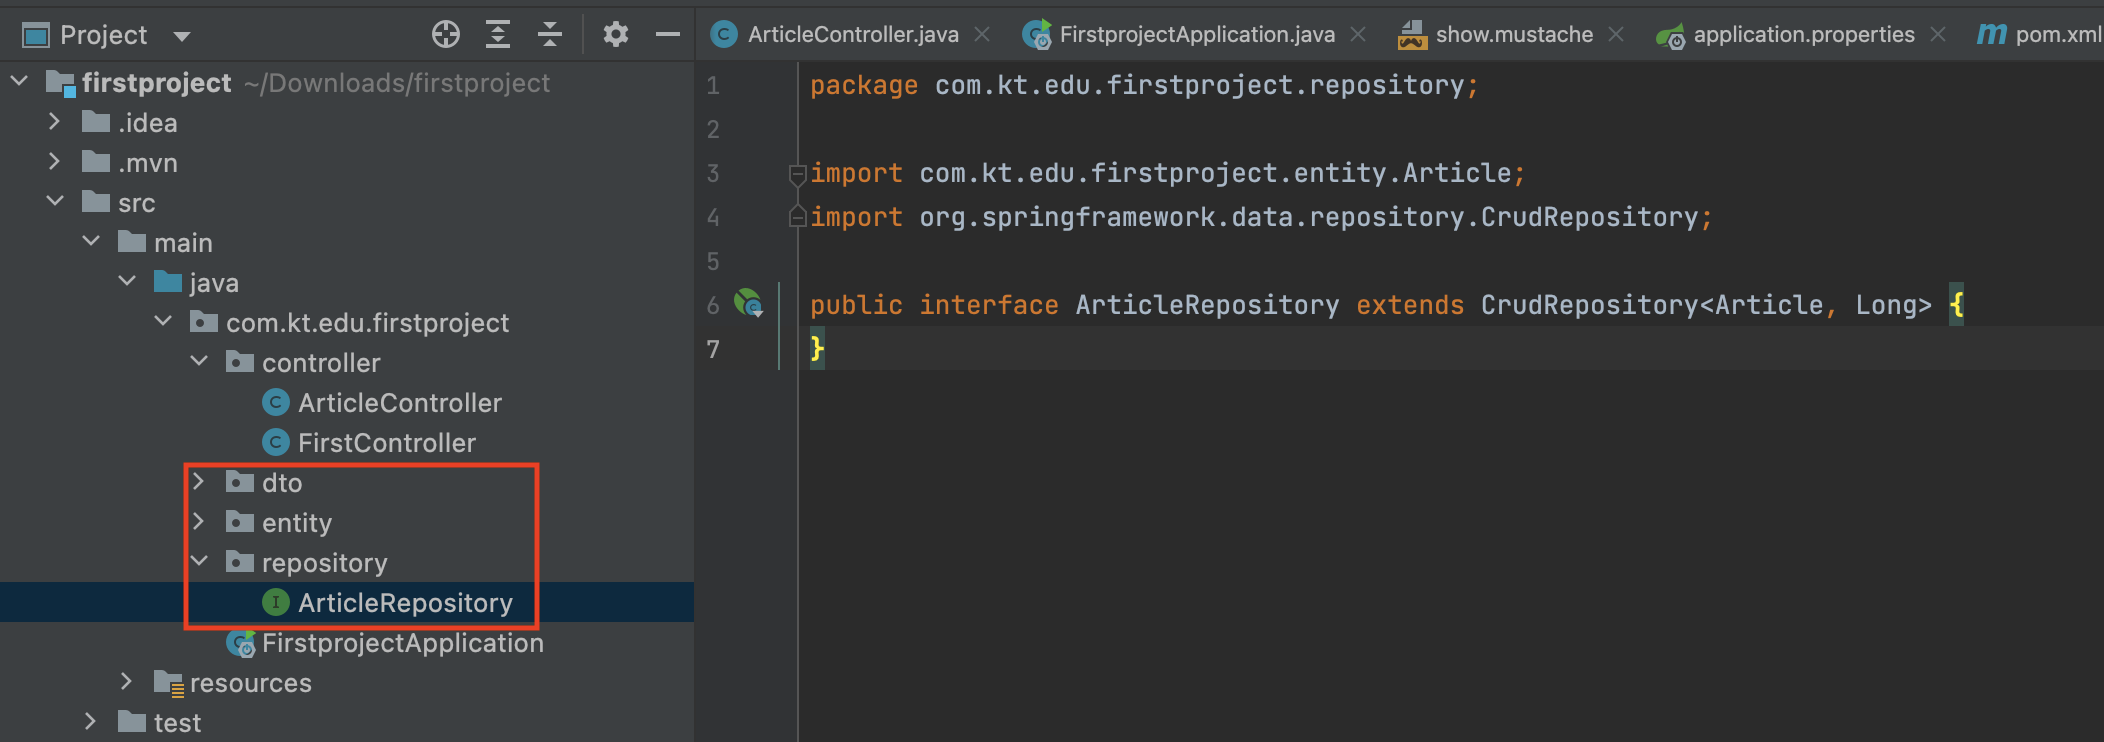 Project
ArticleController.java
FirstprojectApplication.java
show.mustache
application.properties
pom.xml
firstproject ~/Downloads/firstproject
.idea
.mvn
src
main
java
com.kt.edu.firstproject
controller
C ArticleController
C FirstController
dto
entity
repository
I ArticleRepository
FirstprojectApplication
resources
test
1 package com.kt.edu.firstproject.repository;
2
3 import com.kt.edu.firstproject.entity.Article;
4 import org.springframework.data.repository.CrudRepository;
5
6 public interface ArticleRepository extends CrudRepository<Article, Long> {
7 }